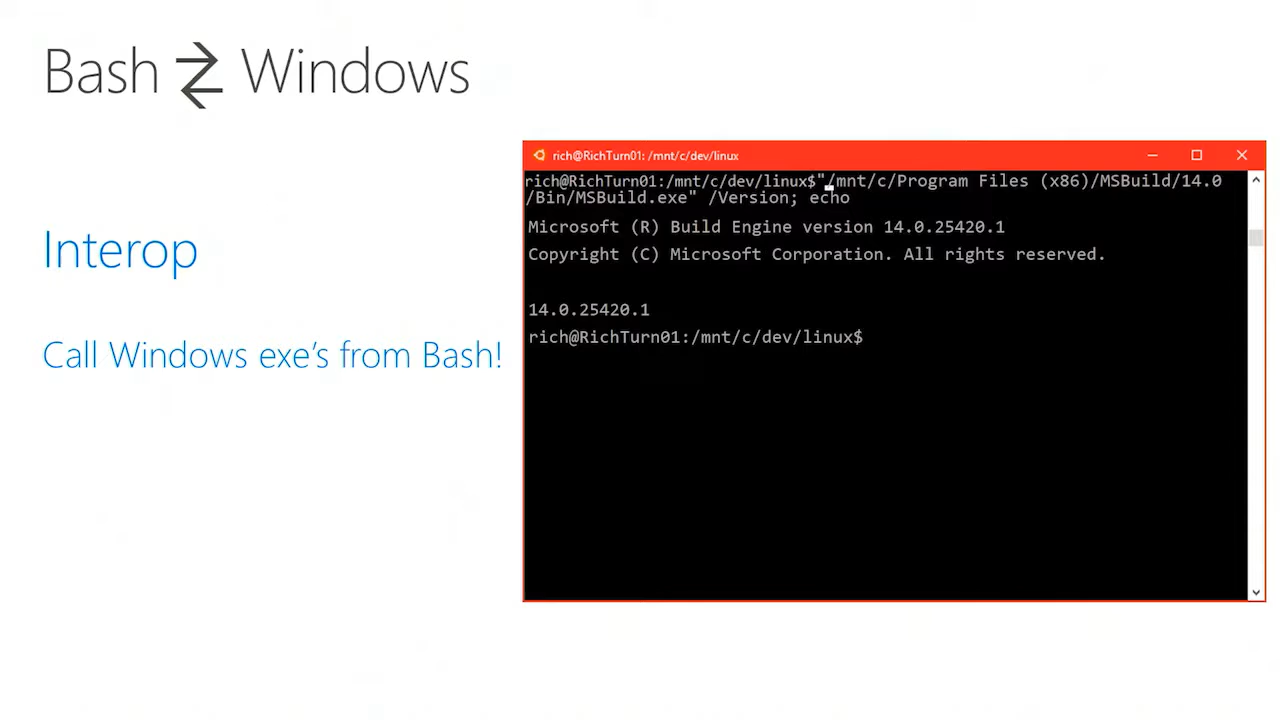 Bash ⇄ Windows
Interop
Call Windows exe’s from Bash!
rich@RichTurn01: /mnt/c/dev/linux
rich@RichTurn01:/mnt/c/dev/linux$"/mnt/c/Program Files (x86)/MSBuild/14.0
/Bin/MSBuild.exe" /Version; echo
Microsoft (R) Build Engine version 14.0.25420.1
Copyright (C) Microsoft Corporation. All rights reserved.
14.0.25420.1
rich@RichTurn01:/mnt/c/dev/linux$